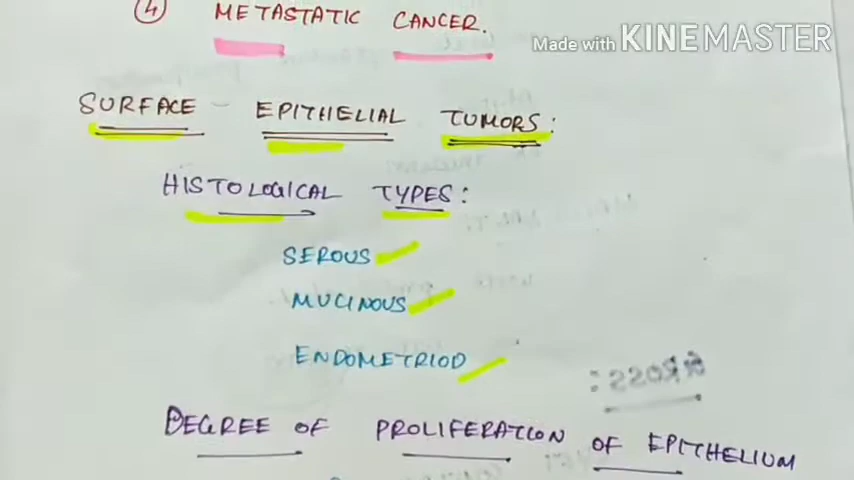 ④ METASTATIC CANCER.
Made with KINEMASTER
SURFACE - EPITHELIAL TUMORS:
HISTOLOGICAL TYPES:
SEROUS
MUCINOUS
ENDOMETRIOD
GROSS:
DEGREE OF PROLIFERATION OF EPITHELIUM